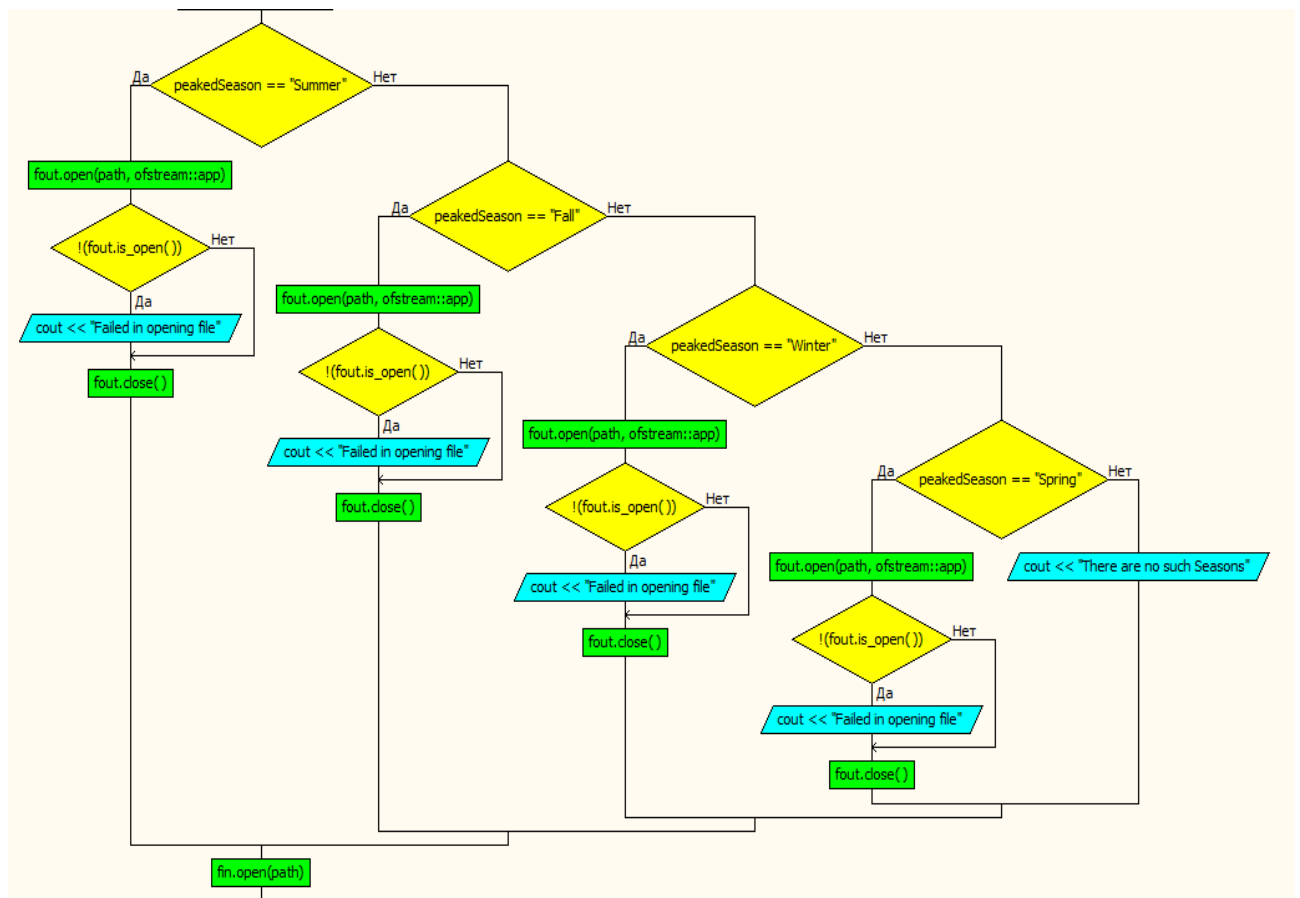 peakedSeason == "Summer"
Да
Нет
fout.open(path, ofstream::app)
!(fout.is_open())
Нет
Да
cout << "Failed in opening file"
fout.close()
peakedSeason == "Fall"
Да
Нет
fout.open(path, ofstream::app)
!(fout.is_open())
Нет
Да
cout << "Failed in opening file"
fout.close()
peakedSeason == "Winter"
Да
Нет
fout.open(path, ofstream::app)
!(fout.is_open())
Нет
Да
cout << "Failed in opening file"
fout.close()
peakedSeason == "Spring"
Да
Нет
fout.open(path, ofstream::app)
cout << "There are no such Seasons"
!(fout.is_open())
Нет
Да
cout << "Failed in opening file"
fout.close()
fin.open(path)